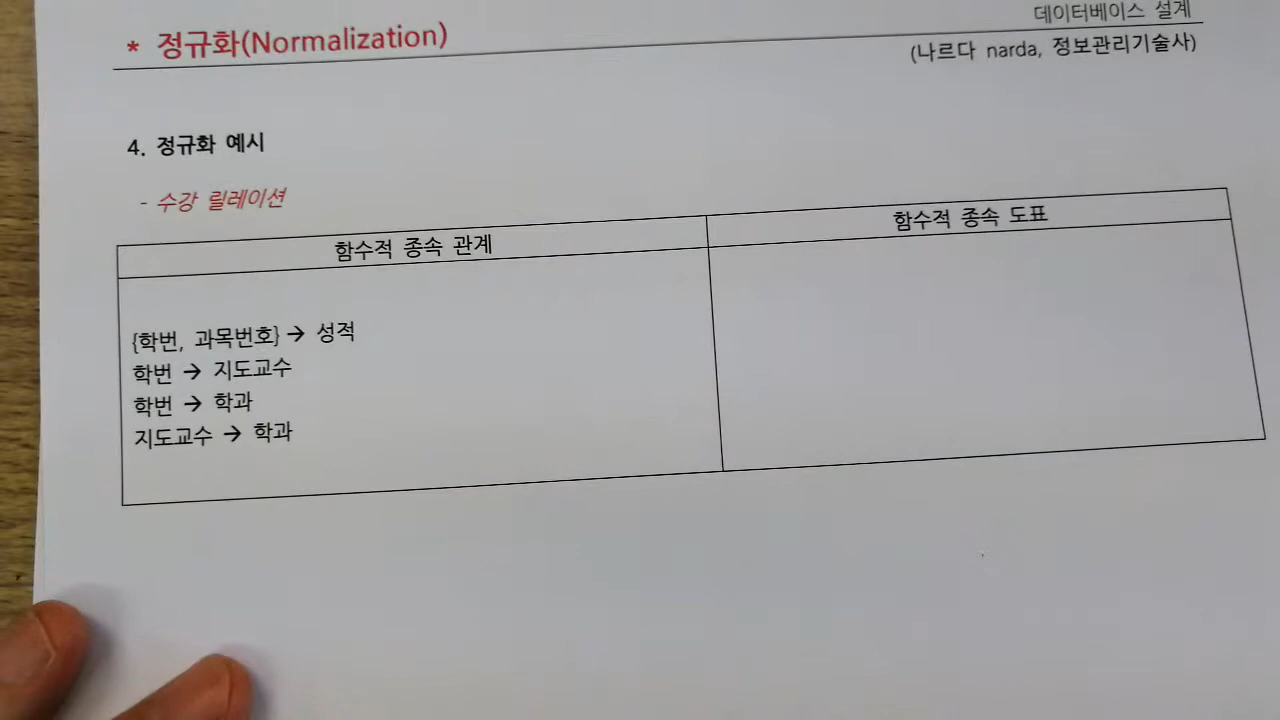 * 정규화(Normalization)
데이터베이스 설계
(나르다 narda, 정보관리기술사)
4. 정규화 예시
- 수강 릴레이션
함수적 종속 관계
함수적 종속 도표
{학번, 과목번호} → 성적
학번 → 지도교수
학번 → 학과
지도교수 → 학과